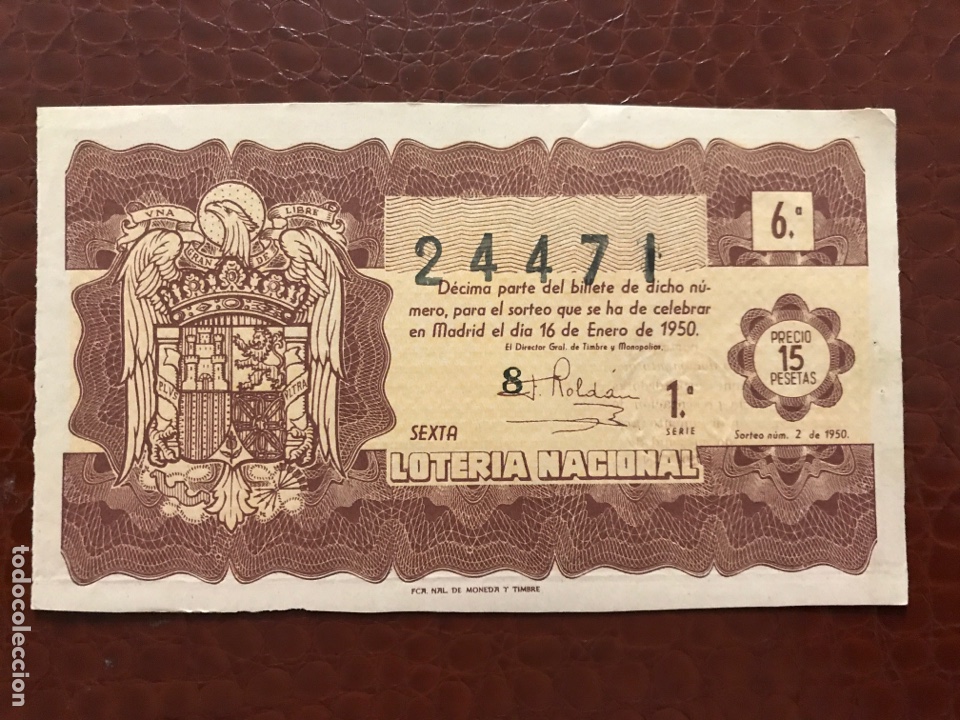 VNA GRANDE LIBRE
PLVS VLTRA
24471
6.ª
Décima parte del billete de dicho nú-
mero, para el sorteo que se ha de celebrar
en Madrid el día 16 de Enero de 1950.
El Director Gral. de Timbre y Monopolios,
8 J. Roldán
PRECIO
15
PESETAS
SEXTA
1.ª
SERIE
Sorteo núm. 2 de 1950.
LOTERIA NACIONAL
FCA. NAL. DE MONEDA Y TIMBRE
todocoleccion